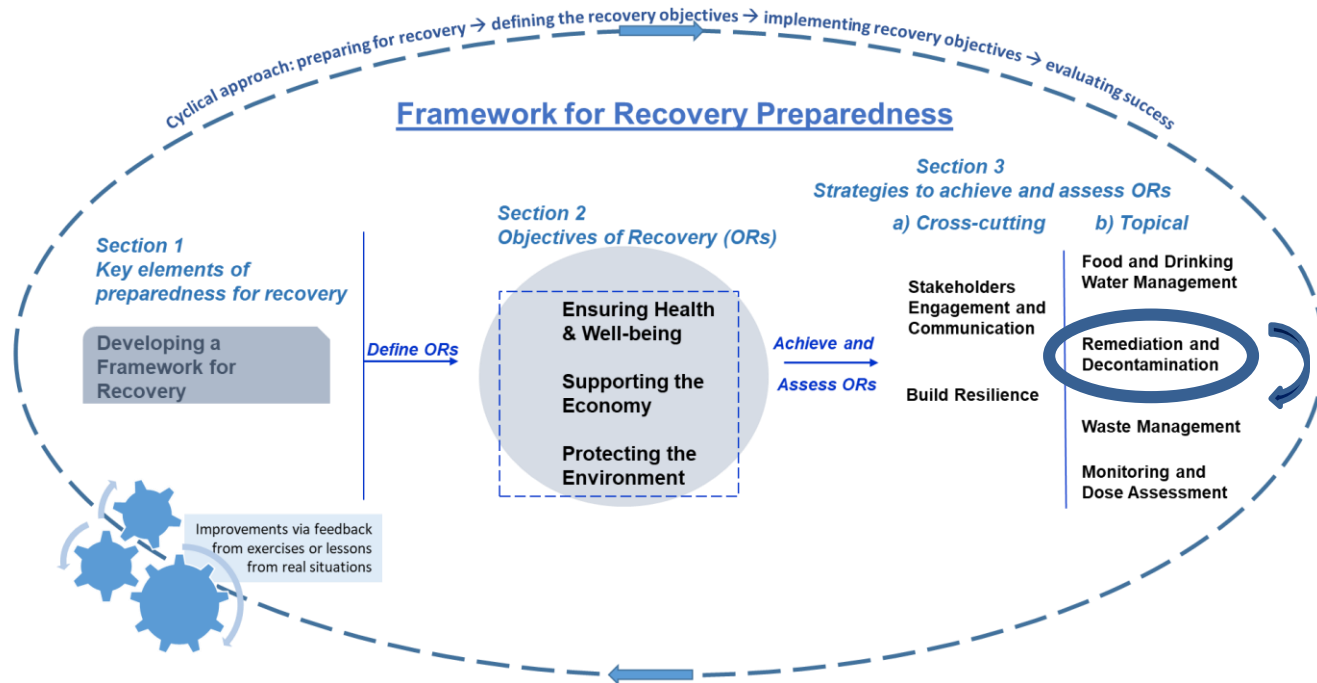 Cyclical approach: preparing for recovery → defining the recovery objectives → implementing recovery objectives → evaluating success
Framework for Recovery Preparedness
Section 1
Key elements of
preparedness for recovery
Developing a
Framework for
Recovery
Define ORs
Section 2
Objectives of Recovery (ORs)
Ensuring Health
& Well-being
Supporting the
Economy
Protecting the
Environment
Achieve and
Assess ORs
Section 3
Strategies to achieve and assess ORs
a) Cross-cutting
Stakeholders
Engagement and
Communication
Build Resilience
b) Topical
Food and Drinking
Water Management
Remediation and
Decontamination
Waste Management
Monitoring and
Dose Assessment
Improvements via feedback
from exercises or lessons
from real situations